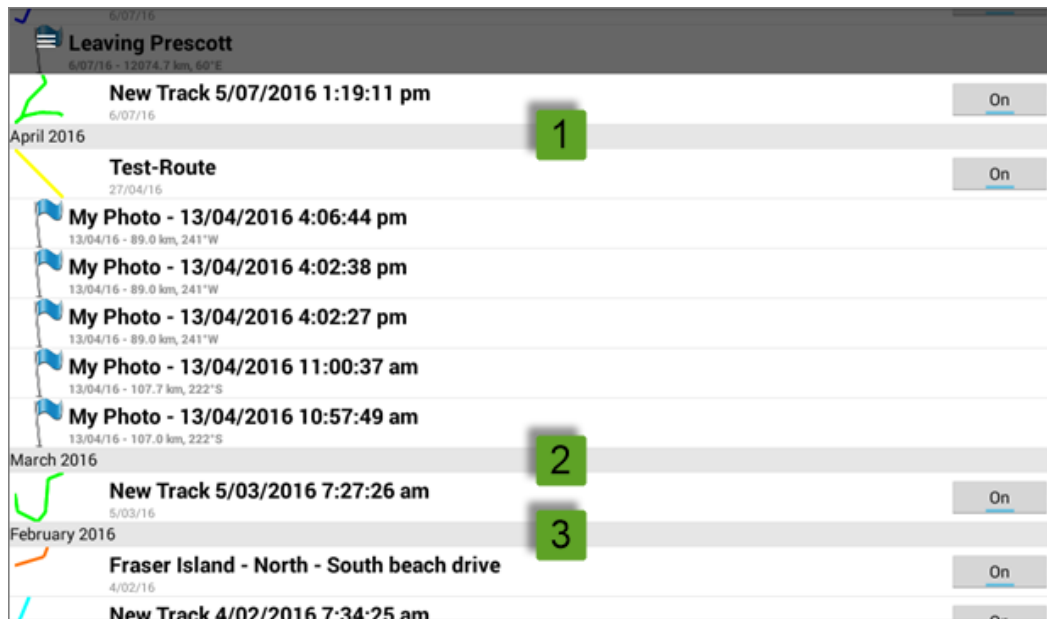 6/07/16
Leaving Prescott
6/07/16 - 12074.7 km, 60°E
New Track 5/07/2016 1:19:11 pm
On
6/07/16
1
April 2016
Test-Route
On
27/04/16
My Photo - 13/04/2016 4:06:44 pm
13/04/16 - 89.0 km, 241°W
My Photo - 13/04/2016 4:02:38 pm
13/04/16 - 89.0 km, 241°W
My Photo - 13/04/2016 4:02:27 pm
13/04/16 - 89.0 km, 241°W
My Photo - 13/04/2016 11:00:37 am
13/04/16 - 107.7 km, 222°S
My Photo - 13/04/2016 10:57:49 am
13/04/16 - 107.0 km, 222°S
2
March 2016
New Track 5/03/2016 7:27:26 am
On
5/03/16
3
February 2016
Fraser Island - North - South beach drive
On
4/02/16
New Track 4/02/2016 7:34:25 am
On